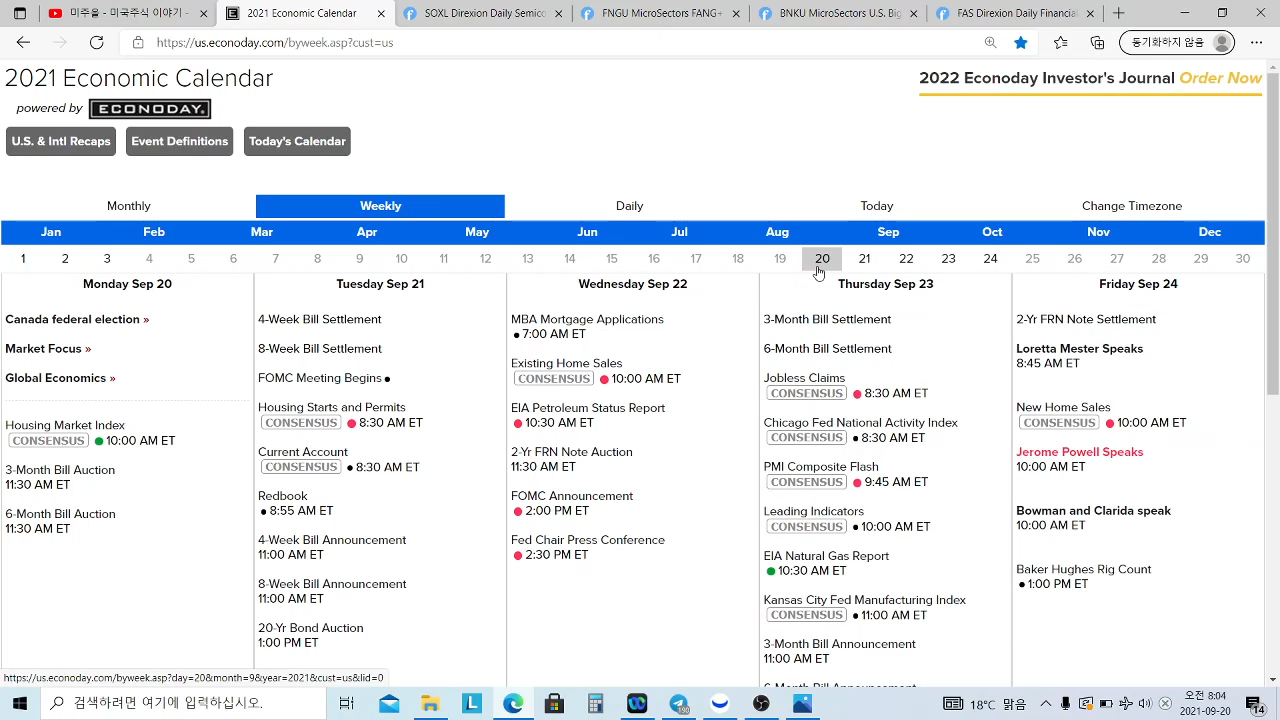 미주율 - 미국주식 이야기 -
2021 Economic Calendar
SOXL Direxion Daily Semic
FNGU MicroSectors FANG+
BNKU MicroSectors U.S. Big
FAS Direxion Daily Financial
https://us.econoday.com/byweek.asp?cust=us
동기화하지 않음
2021 Economic Calendar
2022 Econoday Investor's Journal Order Now
powered by ECONODAY
U.S. & Intl Recaps
Event Definitions
Today's Calendar
Monthly Weekly Daily Today Change Timezone
Jan Feb Mar Apr May Jun Jul Aug Sep Oct Nov Dec
1 2 3 4 5 6 7 8 9 10 11 12 13 14 15 16 17 18 19 20 21 22 23 24 25 26 27 28 29 30
Monday Sep 20
Canada federal election »
Market Focus »
Global Economics »
Housing Market Index
CONSENSUS 10:00 AM ET
3-Month Bill Auction
11:30 AM ET
6-Month Bill Auction
11:30 AM ET
Tuesday Sep 21
4-Week Bill Settlement
8-Week Bill Settlement
FOMC Meeting Begins
Housing Starts and Permits
CONSENSUS 8:30 AM ET
Current Account
CONSENSUS 8:30 AM ET
Redbook
8:55 AM ET
4-Week Bill Announcement
11:00 AM ET
8-Week Bill Announcement
11:00 AM ET
20-Yr Bond Auction
1:00 PM ET
Wednesday Sep 22
MBA Mortgage Applications
7:00 AM ET
Existing Home Sales
CONSENSUS 10:00 AM ET
EIA Petroleum Status Report
10:30 AM ET
2-Yr FRN Note Auction
11:30 AM ET
FOMC Announcement
2:00 PM ET
Fed Chair Press Conference
2:30 PM ET
Thursday Sep 23
3-Month Bill Settlement
6-Month Bill Settlement
Jobless Claims
CONSENSUS 8:30 AM ET
Chicago Fed National Activity Index
CONSENSUS 8:30 AM ET
PMI Composite Flash
CONSENSUS 9:45 AM ET
Leading Indicators
CONSENSUS 10:00 AM ET
EIA Natural Gas Report
10:30 AM ET
Kansas City Fed Manufacturing Index
CONSENSUS 11:00 AM ET
3-Month Bill Announcement
11:00 AM ET
6-Month Bill Announcement
Friday Sep 24
2-Yr FRN Note Settlement
Loretta Mester Speaks
8:45 AM ET
New Home Sales
CONSENSUS 10:00 AM ET
Jerome Powell Speaks
10:00 AM ET
Bowman and Clarida speak
10:00 AM ET
Baker Hughes Rig Count
1:00 PM ET
https://us.econoday.com/byweek.asp?day=20&month=9&year=2021&cust=us&lid=0
검색하려면 여기에 입력하십시오.
18°C 맑음
오전 8:04
2021-09-20
14